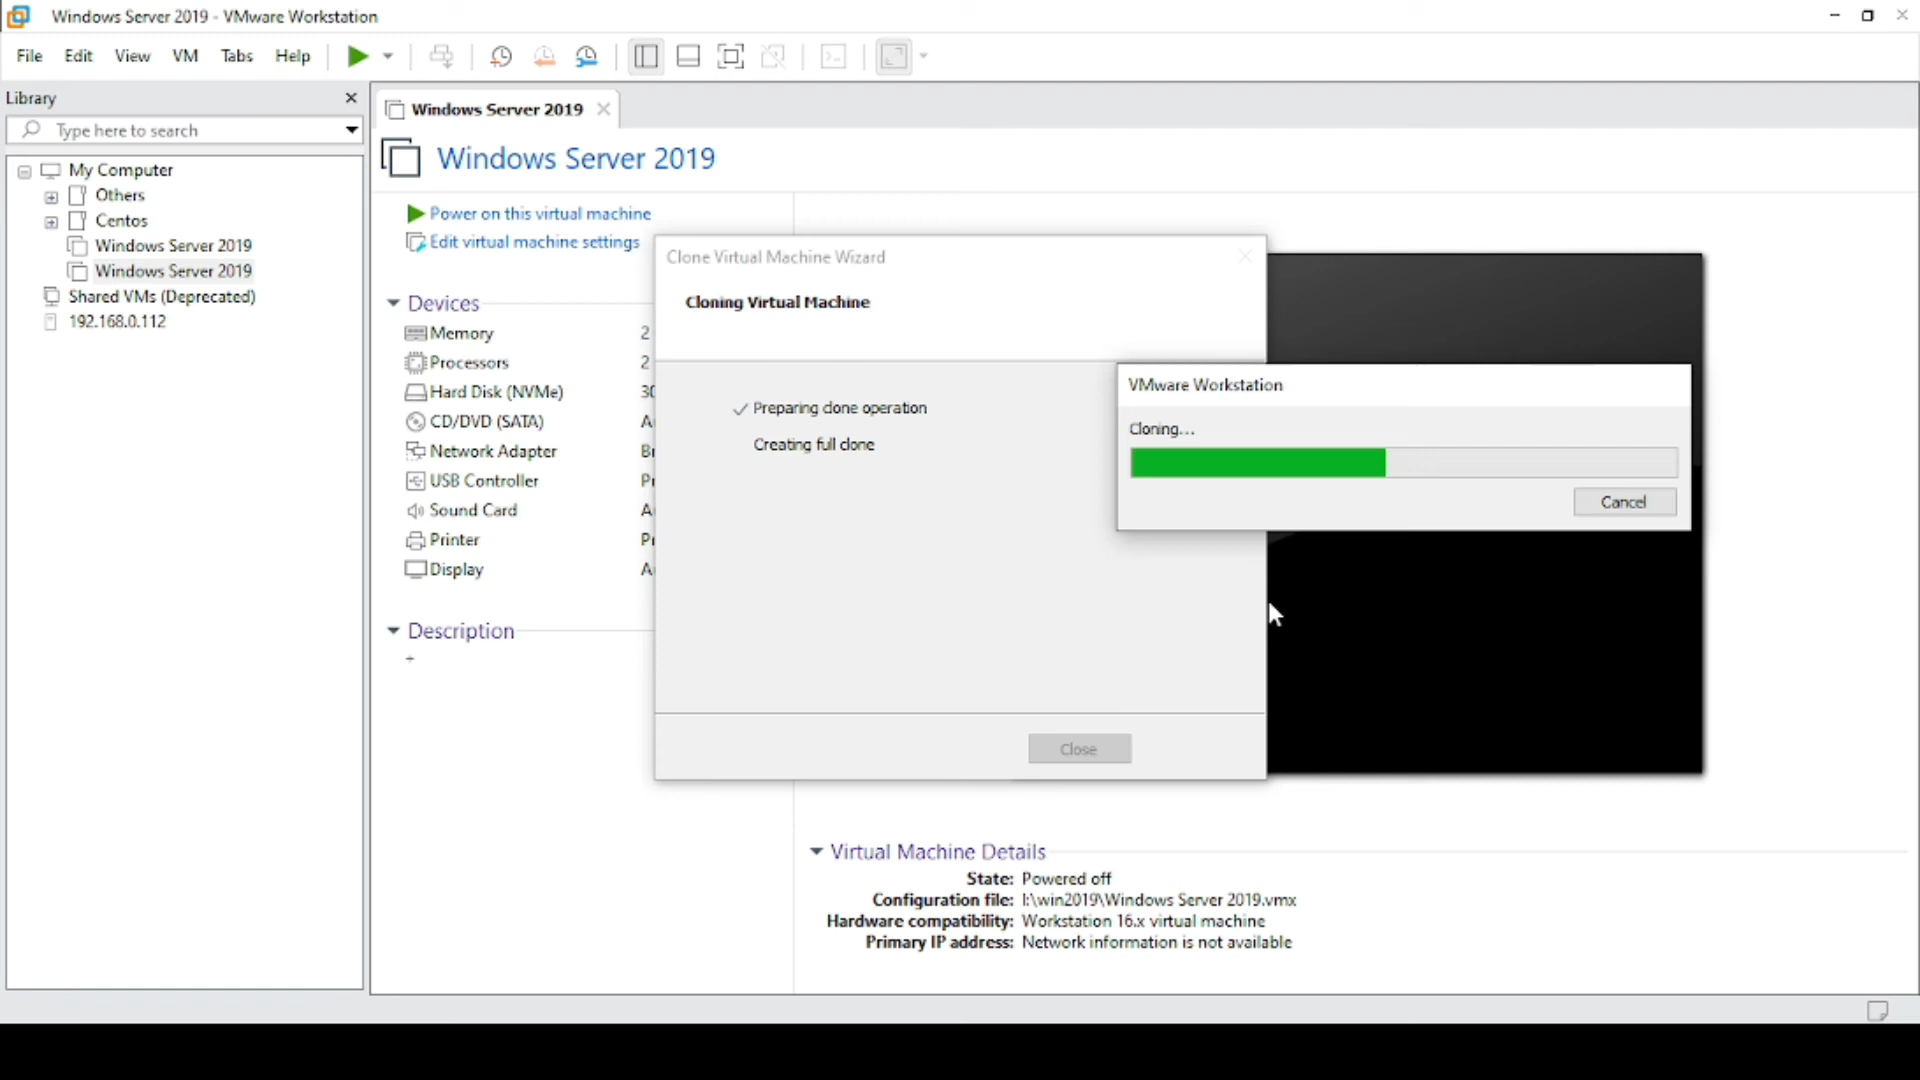 Windows Server 2019 - VMware Workstation
File Edit View VM Tabs Help
Library
Type here to search
My Computer
Others
Centos
Windows Server 2019
Windows Server 2019
Shared VMs (Deprecated)
192.168.0.112
Windows Server 2019
Windows Server 2019
Power on this virtual machine
Edit virtual machine settings
Devices
Memory 2
Processors 2
Hard Disk (NVMe) 30
CD/DVD (SATA) A
Network Adapter
USB Controller
Sound Card A
Printer
Display A
Description
Clone Virtual Machine Wizard
Cloning Virtual Machine
Preparing clone operation
Creating full clone
Close
VMware Workstation
Cloning...
Cancel
Virtual Machine Details
State: Powered off
Configuration file: I:\win2019\Windows Server 2019.vmx
Hardware compatibility: Workstation 16.x virtual machine
Primary IP address: Network information is not available